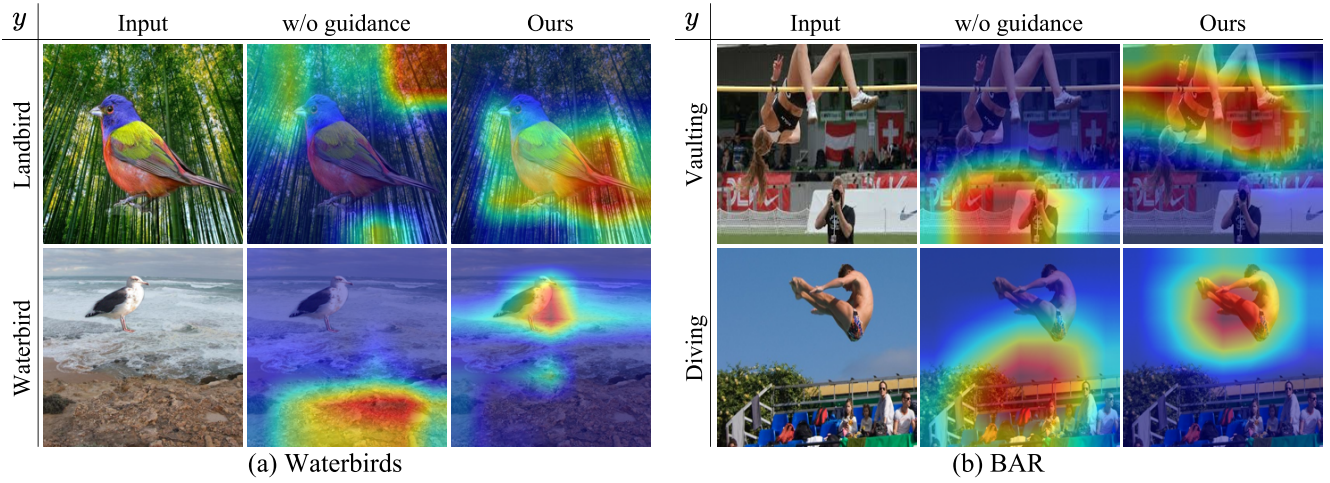 y Input w/o guidance Ours
Landbird
Waterbird
(a) Waterbirds
y Input w/o guidance Ours
Vaulting
Diving
(b) BAR